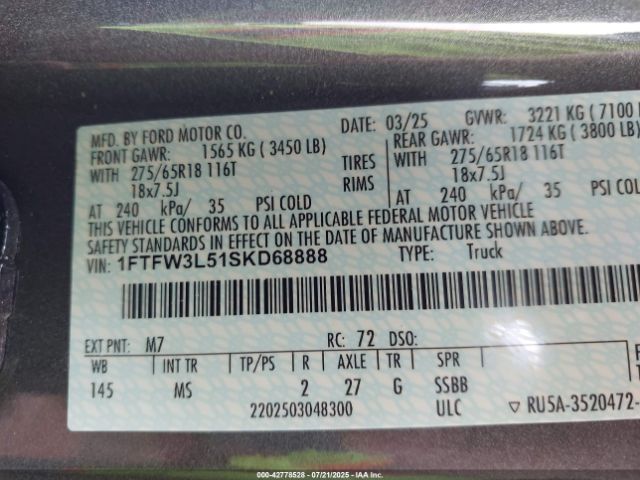 DATE: 03/25 GVWR: 3221 KG ( 7100
MFD. BY FORD MOTOR CO.
FRONT GAWR: 1565 KG ( 3450 LB) REAR GAWR: 1724 KG ( 3800 LB)
WITH 275/65R18 116T TIRES WITH 275/65R18 116T
18x7.5J RIMS 18x7.5J
AT 240 kPa/ 35 PSI COLD AT 240 kPa/ 35 PSI COL
THIS VEHICLE CONFORMS TO ALL APPLICABLE FEDERAL MOTOR VEHICLE
SAFETY STANDARDS IN EFFECT ON THE DATE OF MANUFACTURE SHOWN ABOVE.
VIN: 1FTFW3L51SKD68888 TYPE: Truck
EXT PNT: M7 RC: 72 DSO:
WB INT TR TP/PS R AXLE TR SPR
145 MS 2 27 G SSBB
2202503048300 ULC ▽ RU5A-3520472-
000-42778528 - 07/21/2025 - IAAI.COM